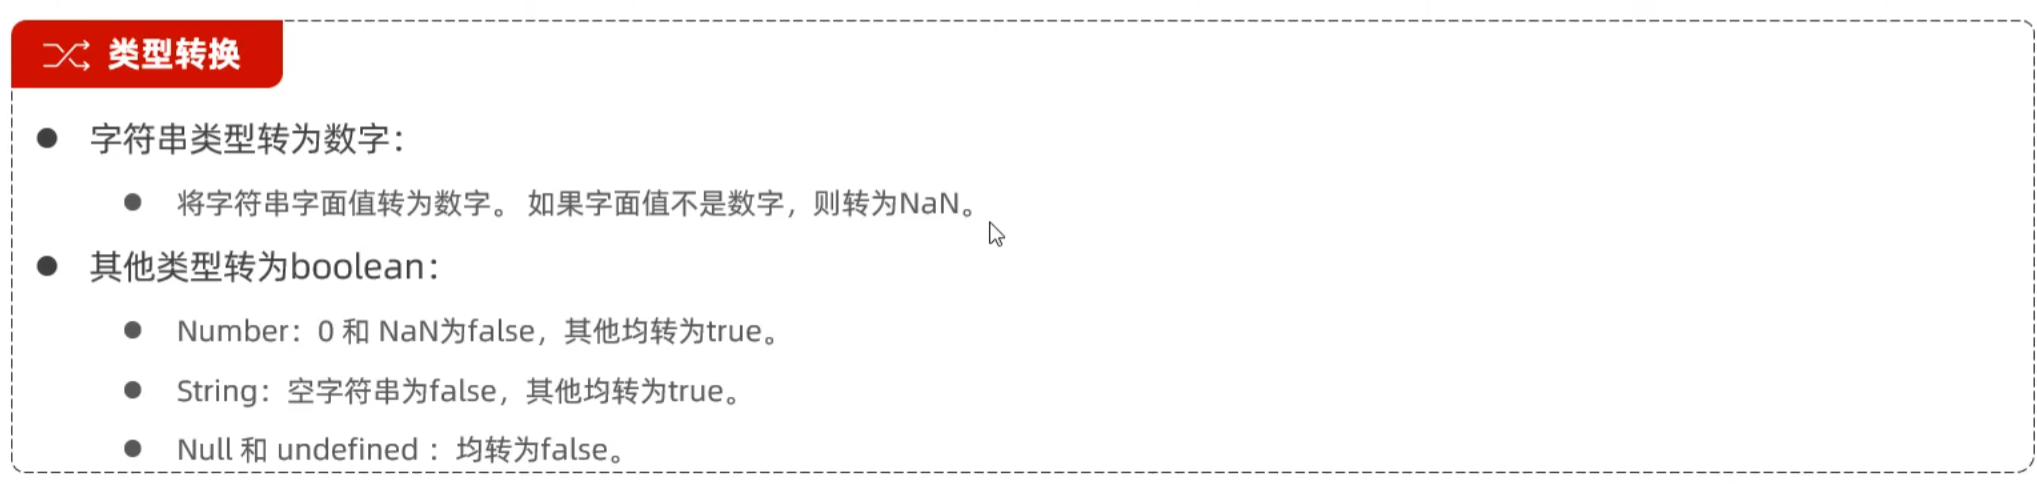 类型转换
字符串类型转为数字：
将字符串字面值转为数字。 如果字面值不是数字，则转为NaN。
其他类型转为boolean：
Number：0 和 NaN为false，其他均转为true。
String：空字符串为false，其他均转为true。
Null 和 undefined ：均转为false。